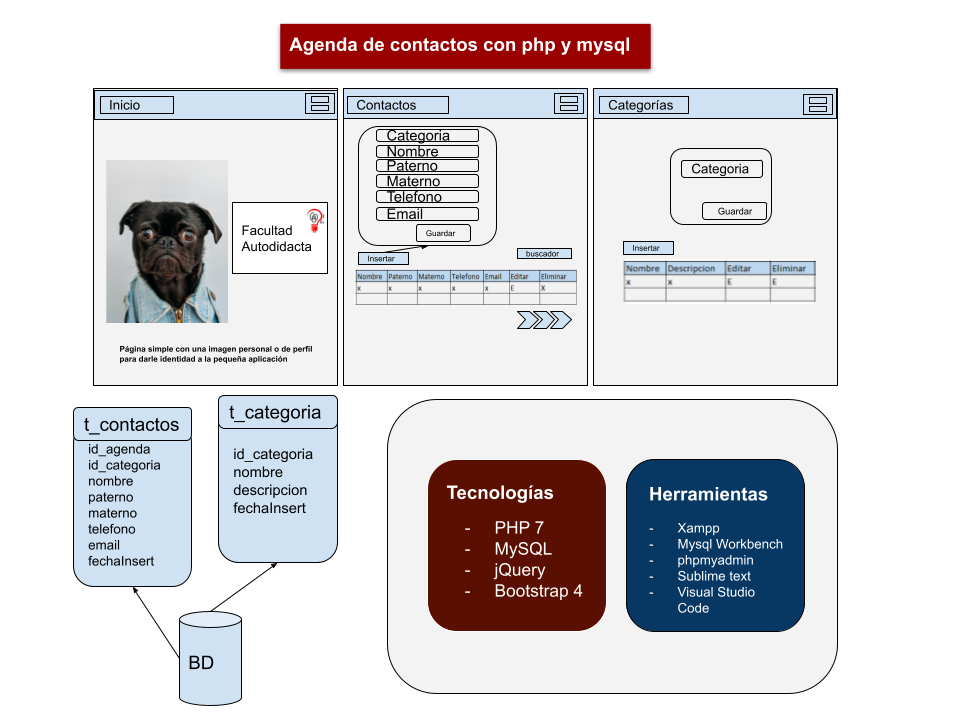 Agenda de contactos con php y mysql
Inicio
Facultad
Autodidacta
Página simple con una imagen personal o de perfil
para darle identidad a la pequeña aplicación
Contactos
Categoria
Nombre
Paterno
Materno
Telefono
Email
Guardar
Insertar
buscador
Nombre Paterno Materno Telefono Email Editar Eliminar
x x x x x E X
Categorías
Categoria
Guardar
Insertar
Nombre Descripcion Editar Eliminar
x x E E
t_contactos
id_agenda
id_categoria
nombre
paterno
materno
telefono
email
fechaInsert
t_categoria
id_categoria
nombre
descripcion
fechaInsert
BD
Tecnologías
- PHP 7
- MySQL
- jQuery
- Bootstrap 4
Herramientas
- Xampp
- Mysql Workbench
- phpmyadmin
- Sublime text
- Visual Studio
Code